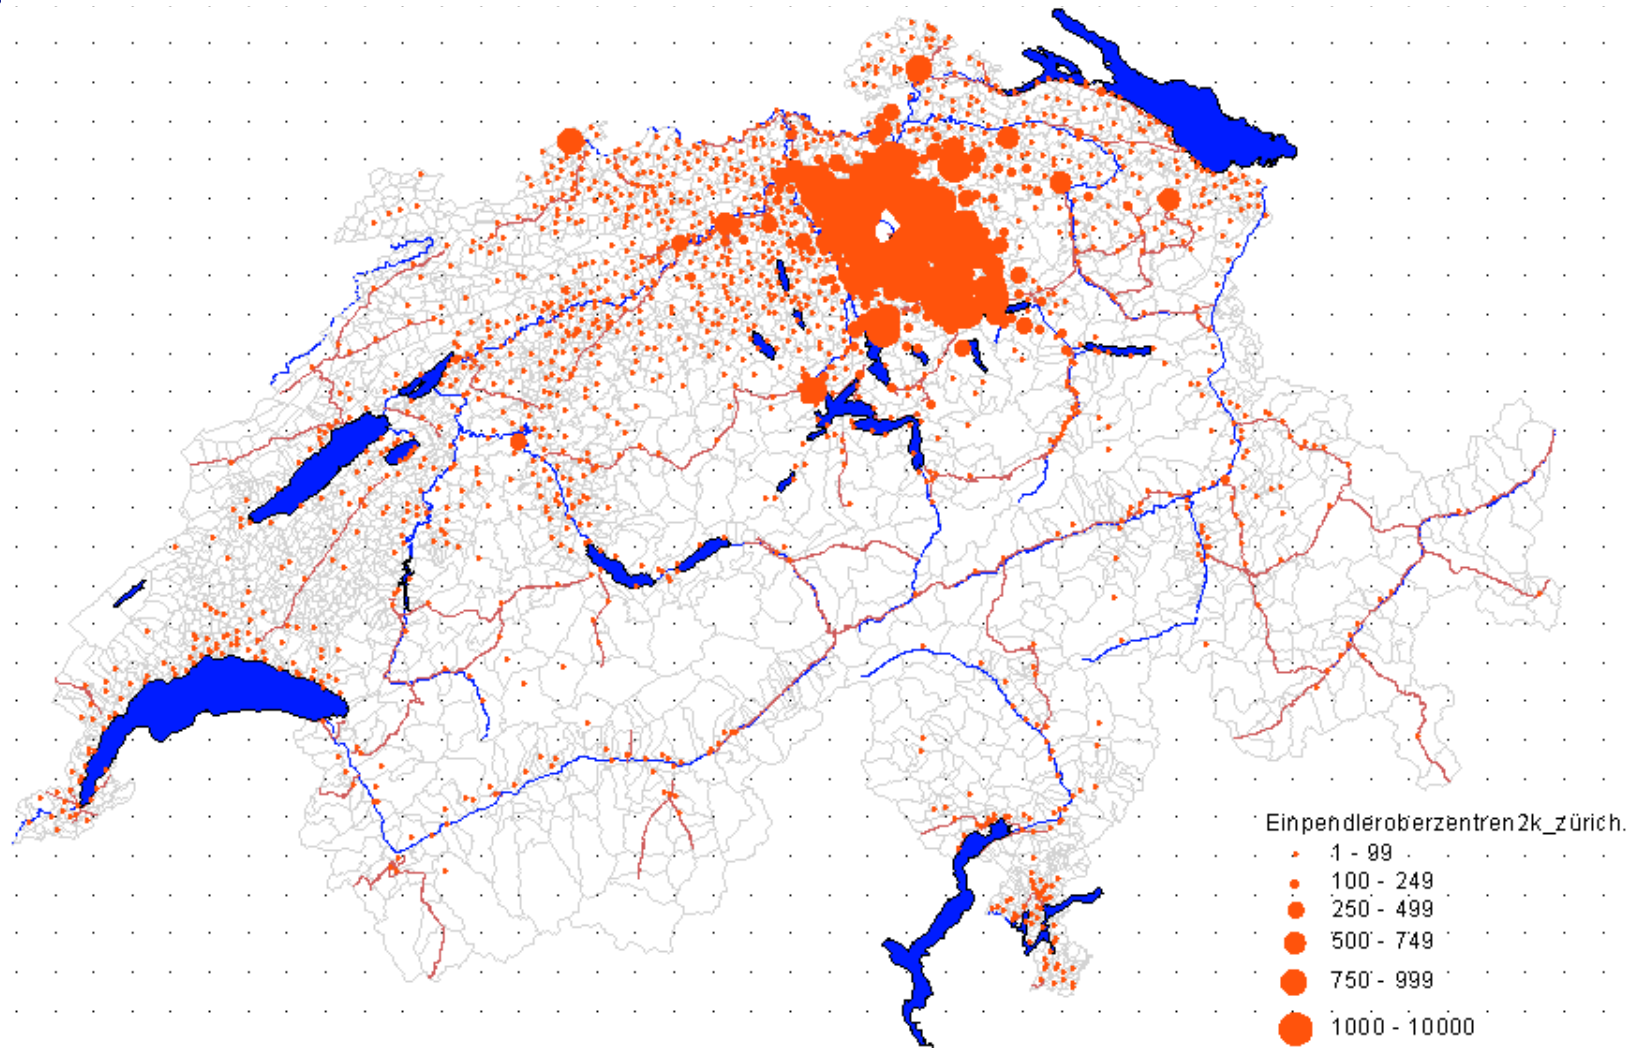 Einpendleroberzentren2k_zürich.
1 - 99
100 - 249
250 - 499
500 - 749
750 - 999
1000 - 10000